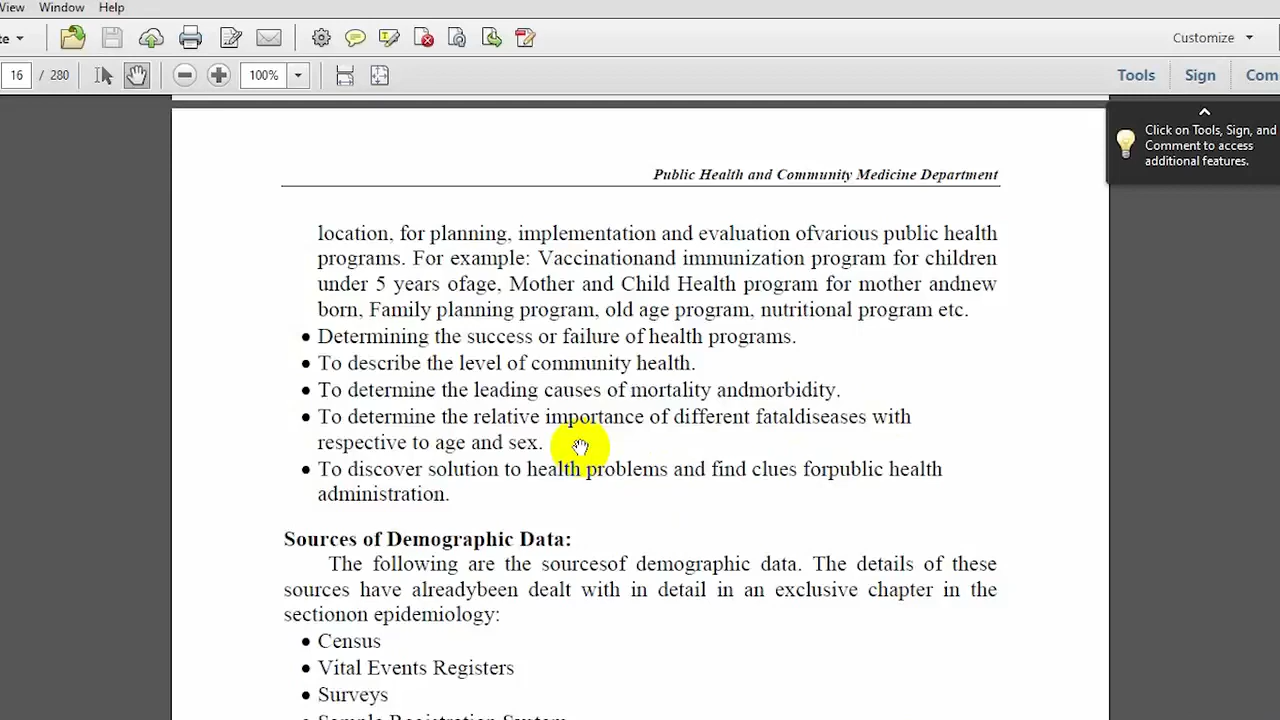 View Window Help
te
Customize
16 / 280
100%
Tools Sign Com
Click on Tools, Sign, and
Comment to access
additional features.
Public Health and Community Medicine Department
location, for planning, implementation and evaluation ofvarious public health
programs. For example: Vaccinationand immunization program for children
under 5 years ofage, Mother and Child Health program for mother andnew
born, Family planning program, old age program, nutritional program etc.
• Determining the success or failure of health programs.
• To describe the level of community health.
• To determine the leading causes of mortality andmorbidity.
• To determine the relative importance of different fataldiseases with
respective to age and sex.
• To discover solution to health problems and find clues forpublic health
administration.
Sources of Demographic Data:
The following are the sourcesof demographic data. The details of these
sources have alreadybeen dealt with in detail in an exclusive chapter in the
sectionon epidemiology:
• Census
• Vital Events Registers
• Surveys
• Sample Registration System